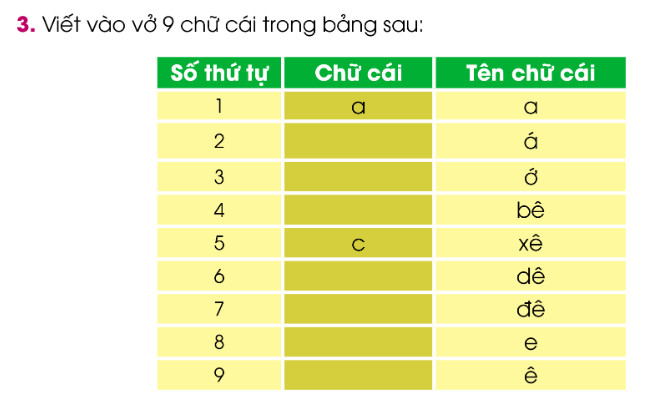 3. Viết vào vở 9 chữ cái trong bảng sau:
Số thứ tự Chữ cái Tên chữ cái
1 a a
2 á
3 ớ
4 bê
5 c xê
6 dê
7 đê
8 e
9 ê